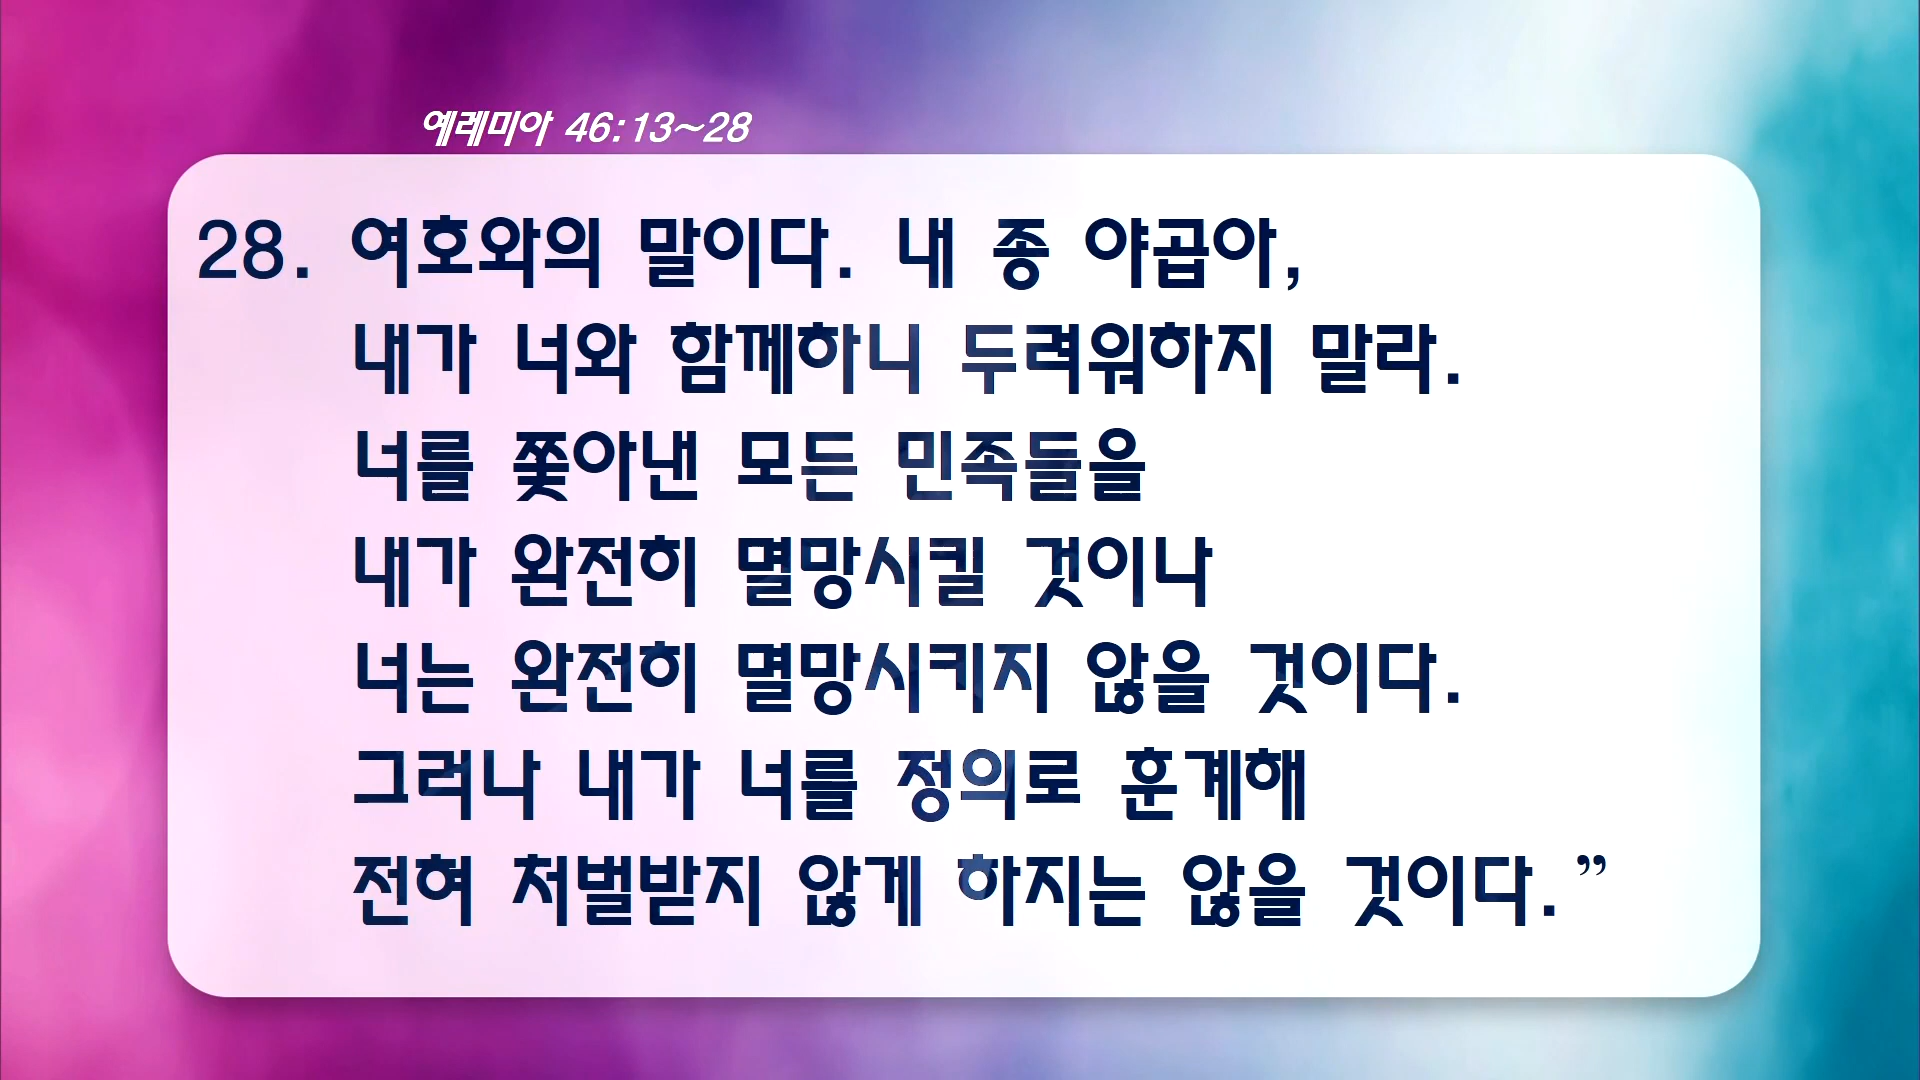 예레미야 46:13~28
28. 여호와의 말이다. 내 종 야곱아,
내가 너와 함께하니 두려워하지 말라.
너를 쫓아낸 모든 민족들을
내가 완전히 멸망시킬 것이나
너는 완전히 멸망시키지 않을 것이다.
그러나 내가 너를 정의로 훈계해
전혀 처벌받지 않게 하지는 않을 것이다.”